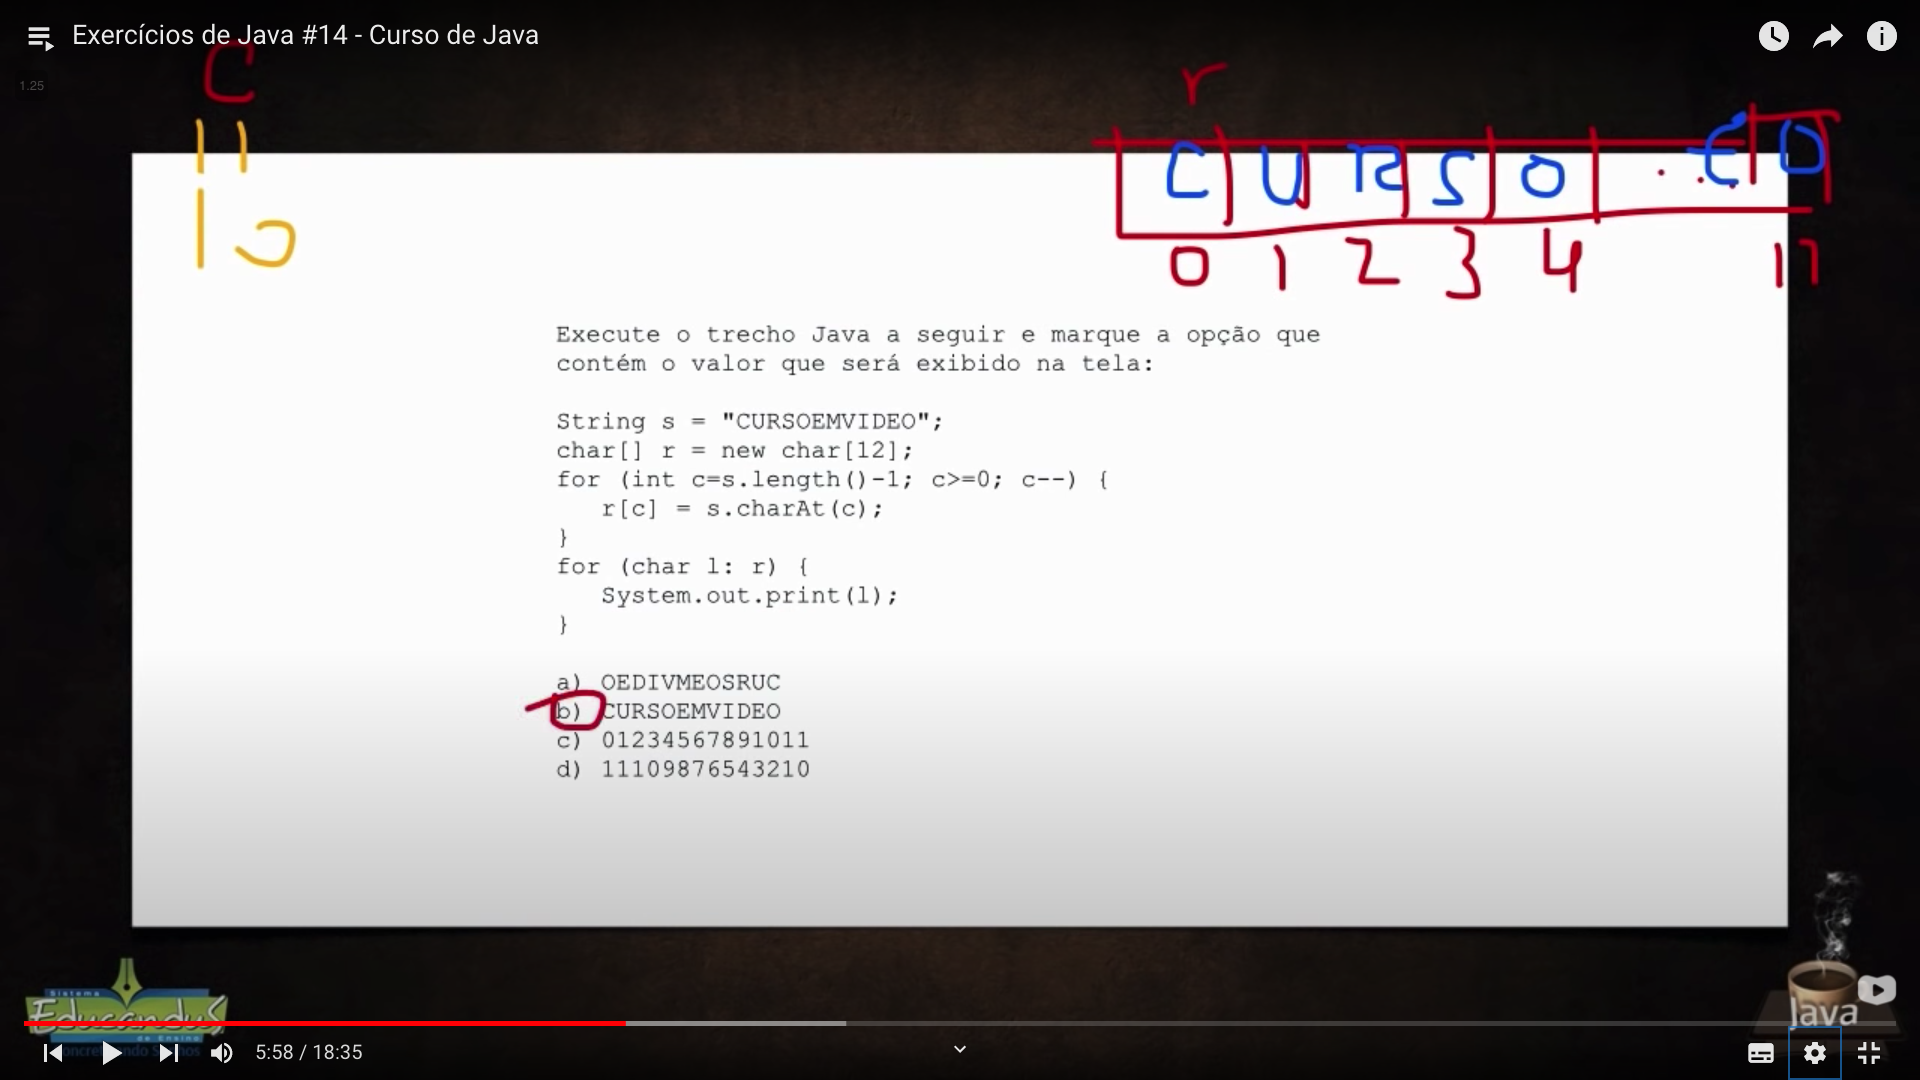 Exercícios de Java #14 - Curso de Java
1.25
C
11
10
r
C U R S O . . . E O
0 1 2 3 4 11
Execute o trecho Java a seguir e marque a opção que
contém o valor que será exibido na tela:
String s = "CURSOEMVIDEO";
char[] r = new char[12];
for (int c=s.length()-1; c>=0; c--) {
r[c] = s.charAt(c);
}
for (char l: r) {
System.out.print(l);
}
a) OEDIVMEOSRUC
b) CURSOEMVIDEO
c) 01234567891011
d) 11109876543210
Sistema
EducanduS
de Ensino
Java
5:58 / 18:35